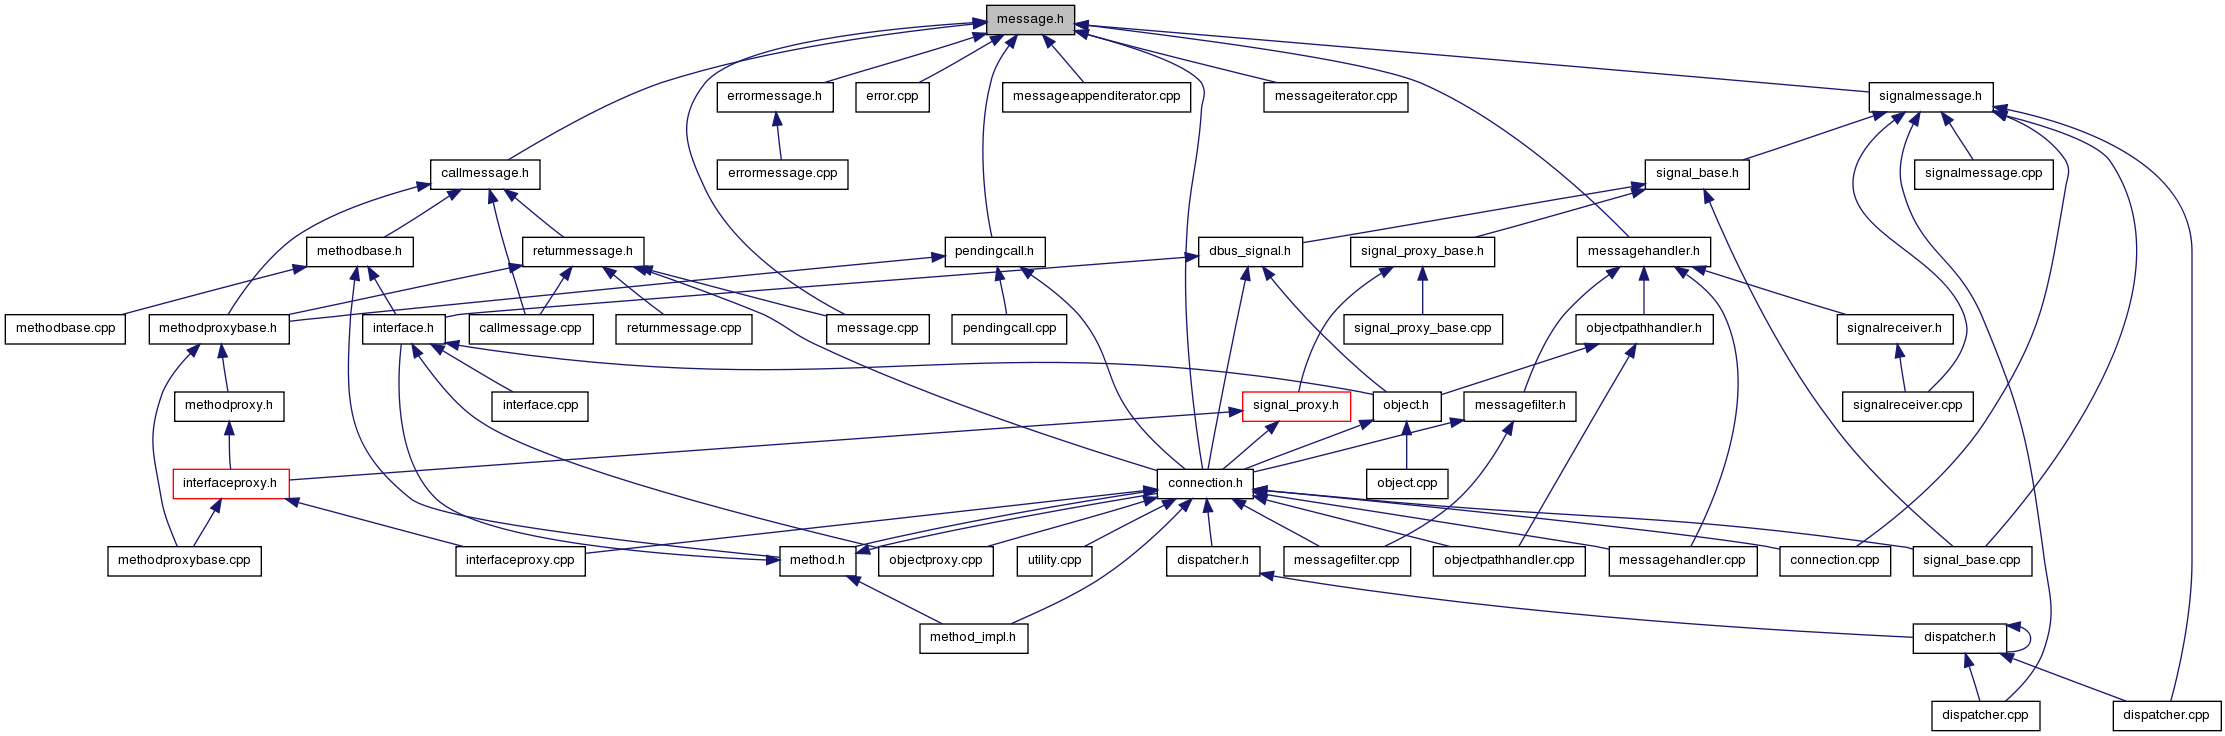 message.h
errormessage.h
error.cpp
messageappenditerator.cpp
messageiterator.cpp
signalmessage.h
callmessage.h
errormessage.cpp
signal_base.h
signalmessage.cpp
methodbase.h
returnmessage.h
pendingcall.h
dbus_signal.h
signal_proxy_base.h
messagehandler.h
methodbase.cpp
methodproxybase.h
interface.h
callmessage.cpp
returnmessage.cpp
message.cpp
pendingcall.cpp
signal_proxy_base.cpp
objectpathhandler.h
signalreceiver.h
methodproxy.h
interface.cpp
signal_proxy.h
object.h
messagefilter.h
signalreceiver.cpp
interfaceproxy.h
connection.h
object.cpp
methodproxybase.cpp
interfaceproxy.cpp
method.h
objectproxy.cpp
utility.cpp
dispatcher.h
messagefilter.cpp
objectpathhandler.cpp
messagehandler.cpp
connection.cpp
signal_base.cpp
method_impl.h
dispatcher.h
dispatcher.cpp
dispatcher.cpp